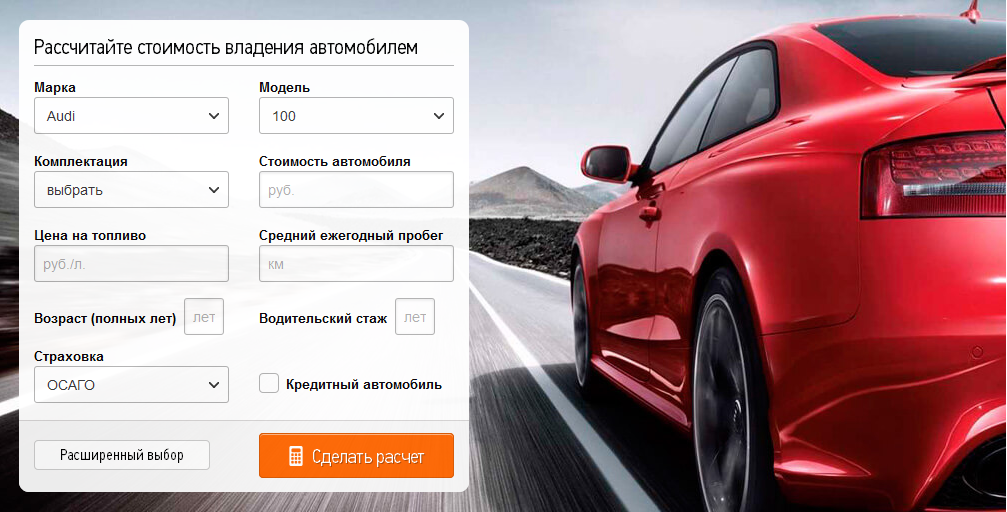 Рассчитайте стоимость владения автомобилем
Марка Модель
Audi 100
Комплектация Стоимость автомобиля
выбрать руб.
Цена на топливо Средний ежегодный пробег
руб./л. км
Возраст (полных лет) лет Водительский стаж лет
Страховка
ОСАГО Кредитный автомобиль
Расширенный выбор Сделать расчет